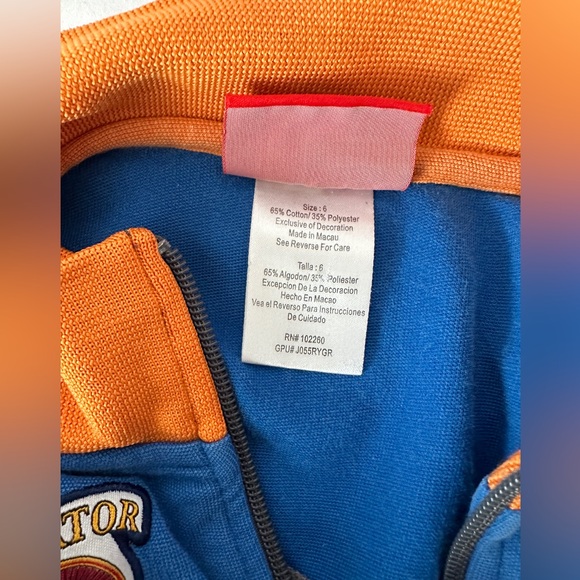 Size : 6
65% Cotton/ 35% Polyester
Exclusive of Decoration
Made In Macau
See Reverse For Care
Talla : 6
65% Algodon/ 35% Poliester
Excepcion De La Decoracion
Hecho En Macao
Vea el Reverso Para Instrucciones
De Cuidado
RN# 102260
GPU# J055RYGR
ATOR